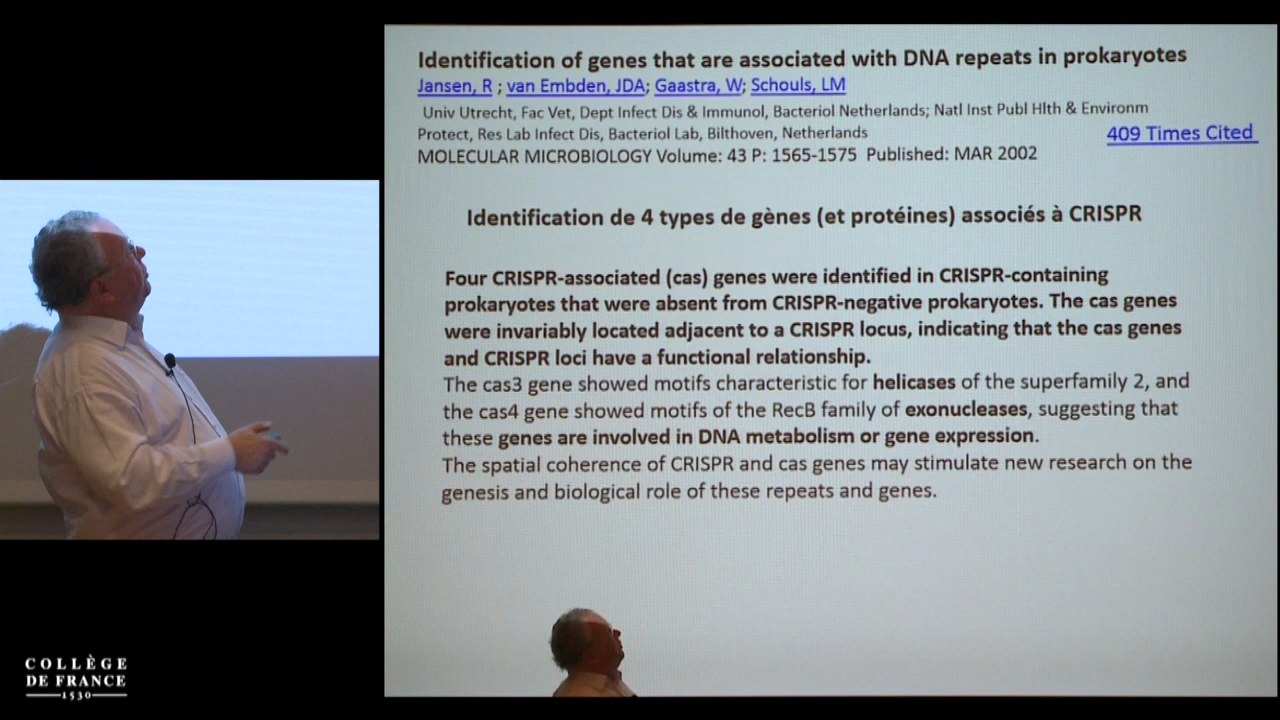 Identification of genes that are associated with DNA repeats in prokaryotes
Jansen, R ; van Embden, JDA; Gaastra, W; Schouls, LM
Univ Utrecht, Fac Vet, Dept Infect Dis & Immunol, Bacteriol Netherlands; Natl Inst Publ Hlth & Environm
Protect, Res Lab Infect Dis, Bacteriol Lab, Bilthoven, Netherlands
409 Times Cited
MOLECULAR MICROBIOLOGY Volume: 43 P: 1565-1575 Published: MAR 2002
Identification de 4 types de gènes (et protéines) associés à CRISPR
Four CRISPR-associated (cas) genes were identified in CRISPR-containing
prokaryotes that were absent from CRISPR-negative prokaryotes. The cas genes
were invariably located adjacent to a CRISPR locus, indicating that the cas genes
and CRISPR loci have a functional relationship.
The cas3 gene showed motifs characteristic for helicases of the superfamily 2, and
the cas4 gene showed motifs of the RecB family of exonucleases, suggesting that
these genes are involved in DNA metabolism or gene expression.
The spatial coherence of CRISPR and cas genes may stimulate new research on the
genesis and biological role of these repeats and genes.
COLLÈGE
DE FRANCE
1530